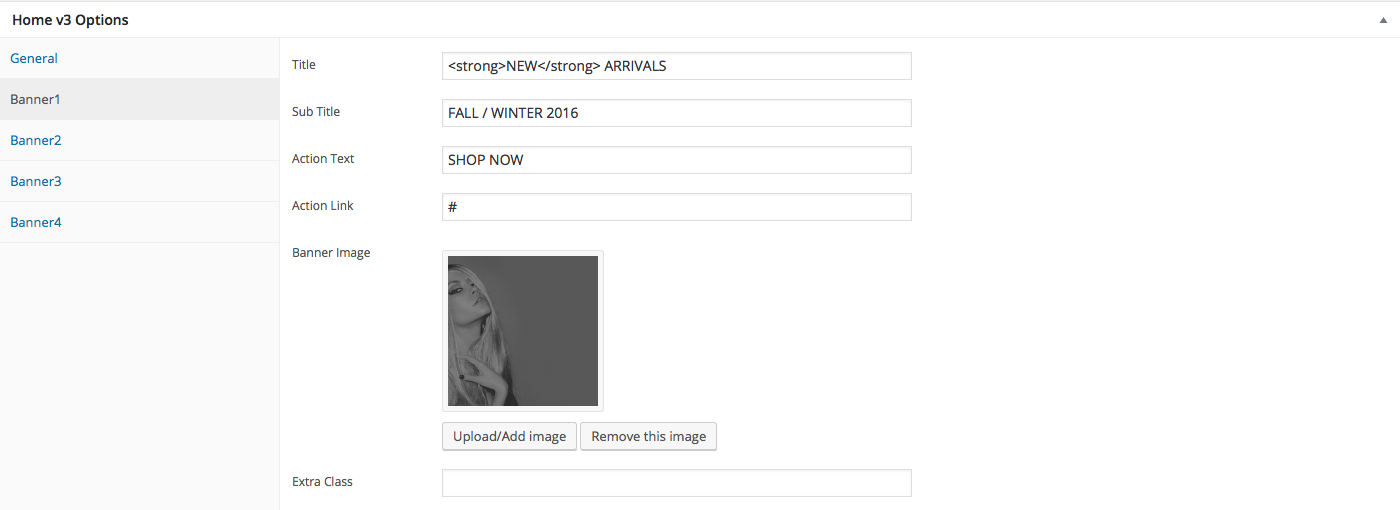 Home v3 Options
General
Banner1
Banner2
Banner3
Banner4
Title
<strong>NEW</strong> ARRIVALS
Sub Title
FALL / WINTER 2016
Action Text
SHOP NOW
Action Link
#
Banner Image
Upload/Add image
Remove this image
Extra Class